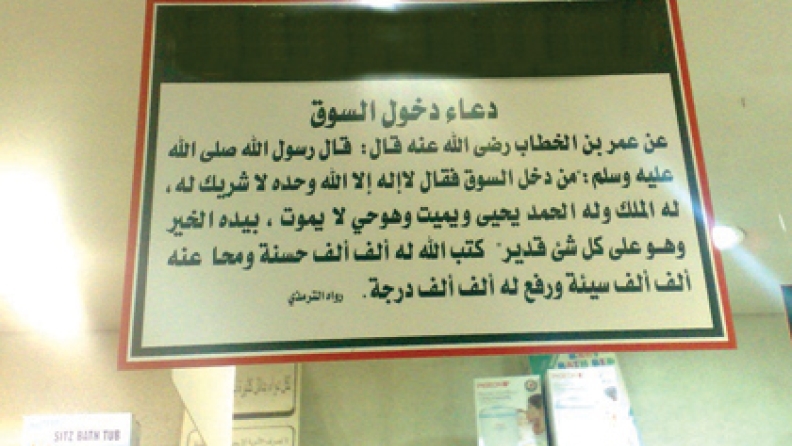 دعاء دخول السوق
عن عمر بن الخطاب رضى الله عنه قال: قال رسول الله صلى الله
عليه وسلم: "من دخل السوق فقال لاإله إلا الله وحده لا شريك له ،
له الملك وله الحمد يحيى ويميت وهوحي لا يموت ، بيده الخير
وهو على كل شئ قدير" كتب الله له ألف ألف حسنة ومحا عنه
ألف ألف سيئة ورفع له ألف ألف درجة. رواه الترمذي
SITZ BATH TUB